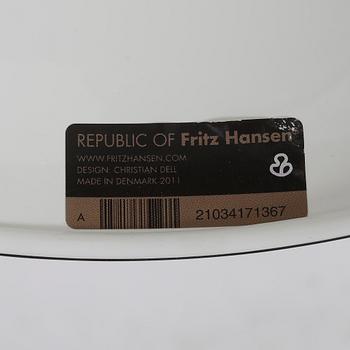 REPUBLIC OF Fritz Hansen
WWW.FRITZHANSEN.COM
DESIGN: CHRISTIAN DELL
MADE IN DENMARK 2011
A 21034171367